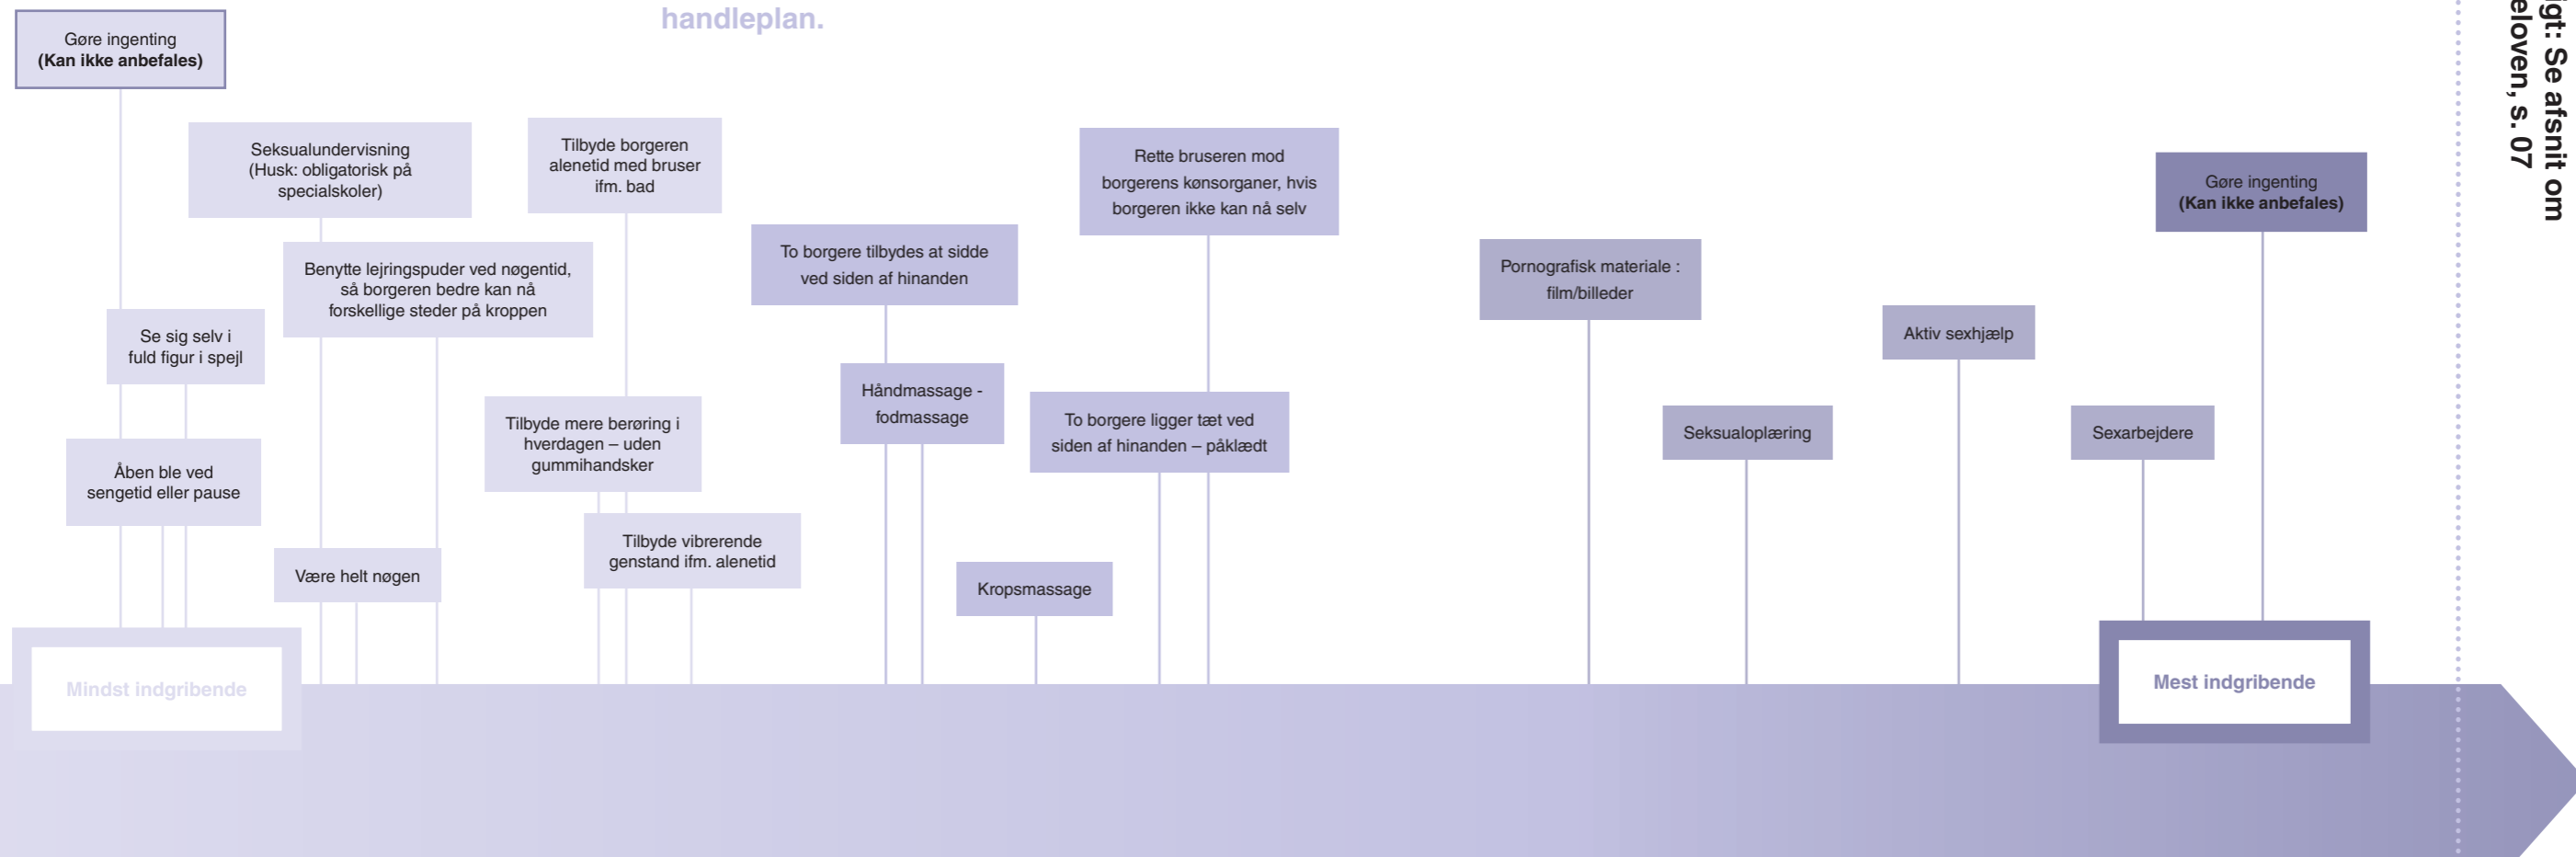 handleplan.
Gøre ingenting
(Kan ikke anbefales)
Seksualundervisning
(Husk: obligatorisk på
specialskoler)
Tilbyde borgeren
alenetid med bruser
ifm. bad
Rette bruseren mod
borgerens kønsorganer, hvis
borgeren ikke kan nå selv
Gøre ingenting
(Kan ikke anbefales)
To borgere tilbydes at sidde
ved siden af hinanden
Benytte lejringspuder ved nøgentid,
så borgeren bedre kan nå
forskellige steder på kroppen
Pornografisk materiale :
film/billeder
Se sig selv i
fuld figur i spejl
Aktiv sexhjælp
Håndmassage -
fodmassage
To borgere ligger tæt ved
siden af hinanden – påklædt
Tilbyde mere berøring i
hverdagen – uden
gummihandsker
Seksualoplæring
Sexarbejdere
Åben ble ved
sengetid eller pause
Tilbyde vibrerende
genstand ifm. alenetid
Være helt nøgen
Kropsmassage
Mindst indgribende
Mest indgribende
: Se afsnit om
, s. 07